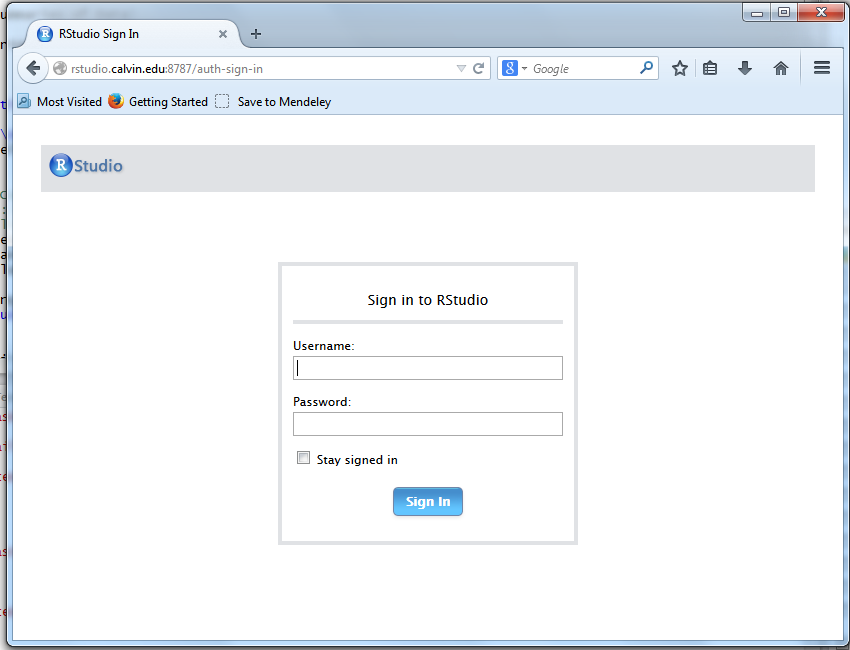 RStudio Sign In
rstudio.calvin.edu:8787/auth-sign-in
Google
Most Visited Getting Started Save to Mendeley
R Studio
Sign in to RStudio
Username:
Password:
Stay signed in
Sign In